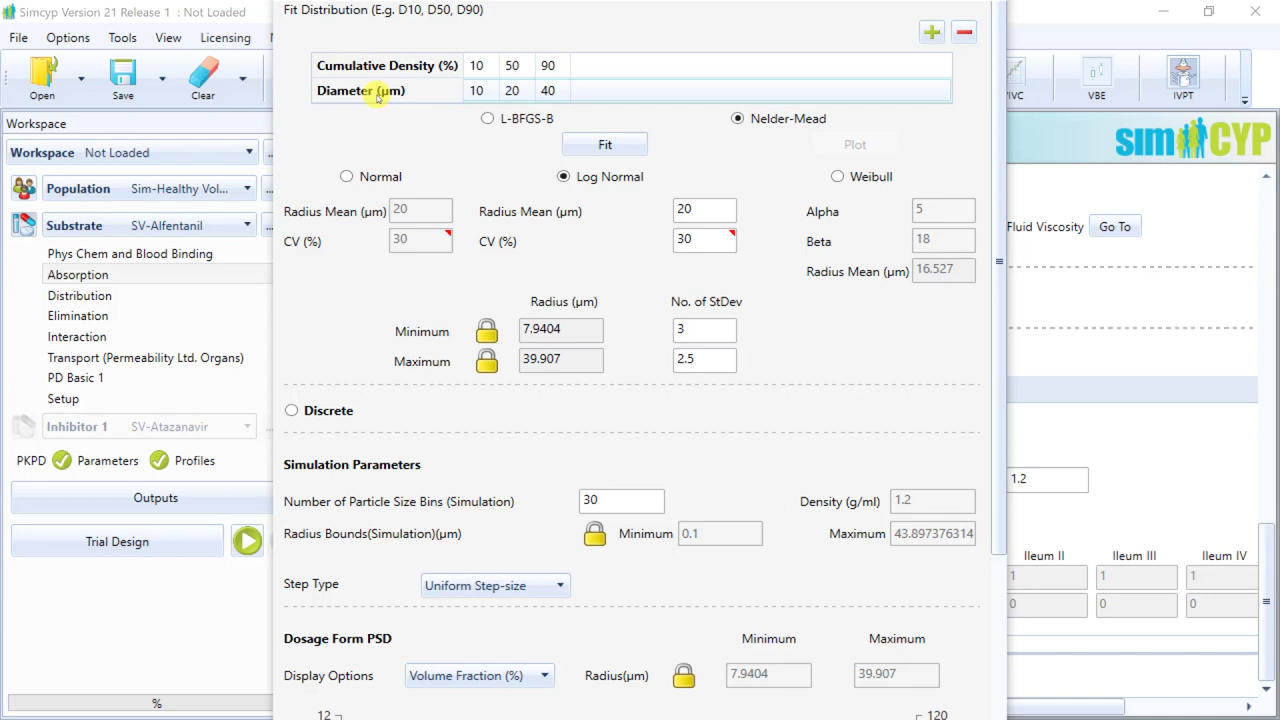 Simcyp Version 21 Release 1 : Not Loaded
File Options Tools View Licensing
Open Save Clear
VBE IVPT
Workspace
Workspace Not Loaded ...
Population Sim-Healthy Vol... ...
Substrate SV-Alfentanil
Phys Chem and Blood Binding
Absorption
Distribution
Elimination
Interaction
Transport (Permeability Ltd. Organs)
PD Basic 1
Setup
Inhibitor 1 SV-Atazanavir
PKPD Parameters Profiles
Outputs
Trial Design
%
Fit Distribution (E.g. D10, D50, D90)
Cumulative Density (%) 10 50 90
Diameter (µm) 10 20 40
L-BFGS-B Nelder-Mead
Fit Plot
Normal Log Normal Weibull
Radius Mean (µm) 20 Radius Mean (µm) 20 Alpha 5
CV (%) 30 CV (%) 30 Beta 18
Radius Mean (µm) 16.527
Radius (µm) No. of StDev
Minimum 7.9404 3
Maximum 39.907 2.5
Discrete
Simulation Parameters
Number of Particle Size Bins (Simulation) 30 Density (g/ml) 1.2
Radius Bounds(Simulation)(µm) Minimum 0.1 Maximum 43.897376314
Step Type Uniform Step-size
Dosage Form PSD Minimum Maximum
Display Options Volume Fraction (%) Radius(µm) 7.9404 39.907
12 120
simCYP
Fluid Viscosity Go To
1.2
Ileum II Ileum III Ileum IV
1 1 1
0 0 0